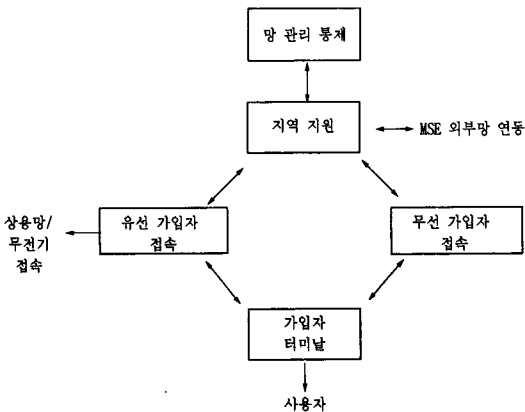 망 관리 통제
지역 지원
MSE 외부망 연동
상용망/
무전기
접속
유선 가입자
접속
무선 가입자
접속
가입자
터미날
사용자